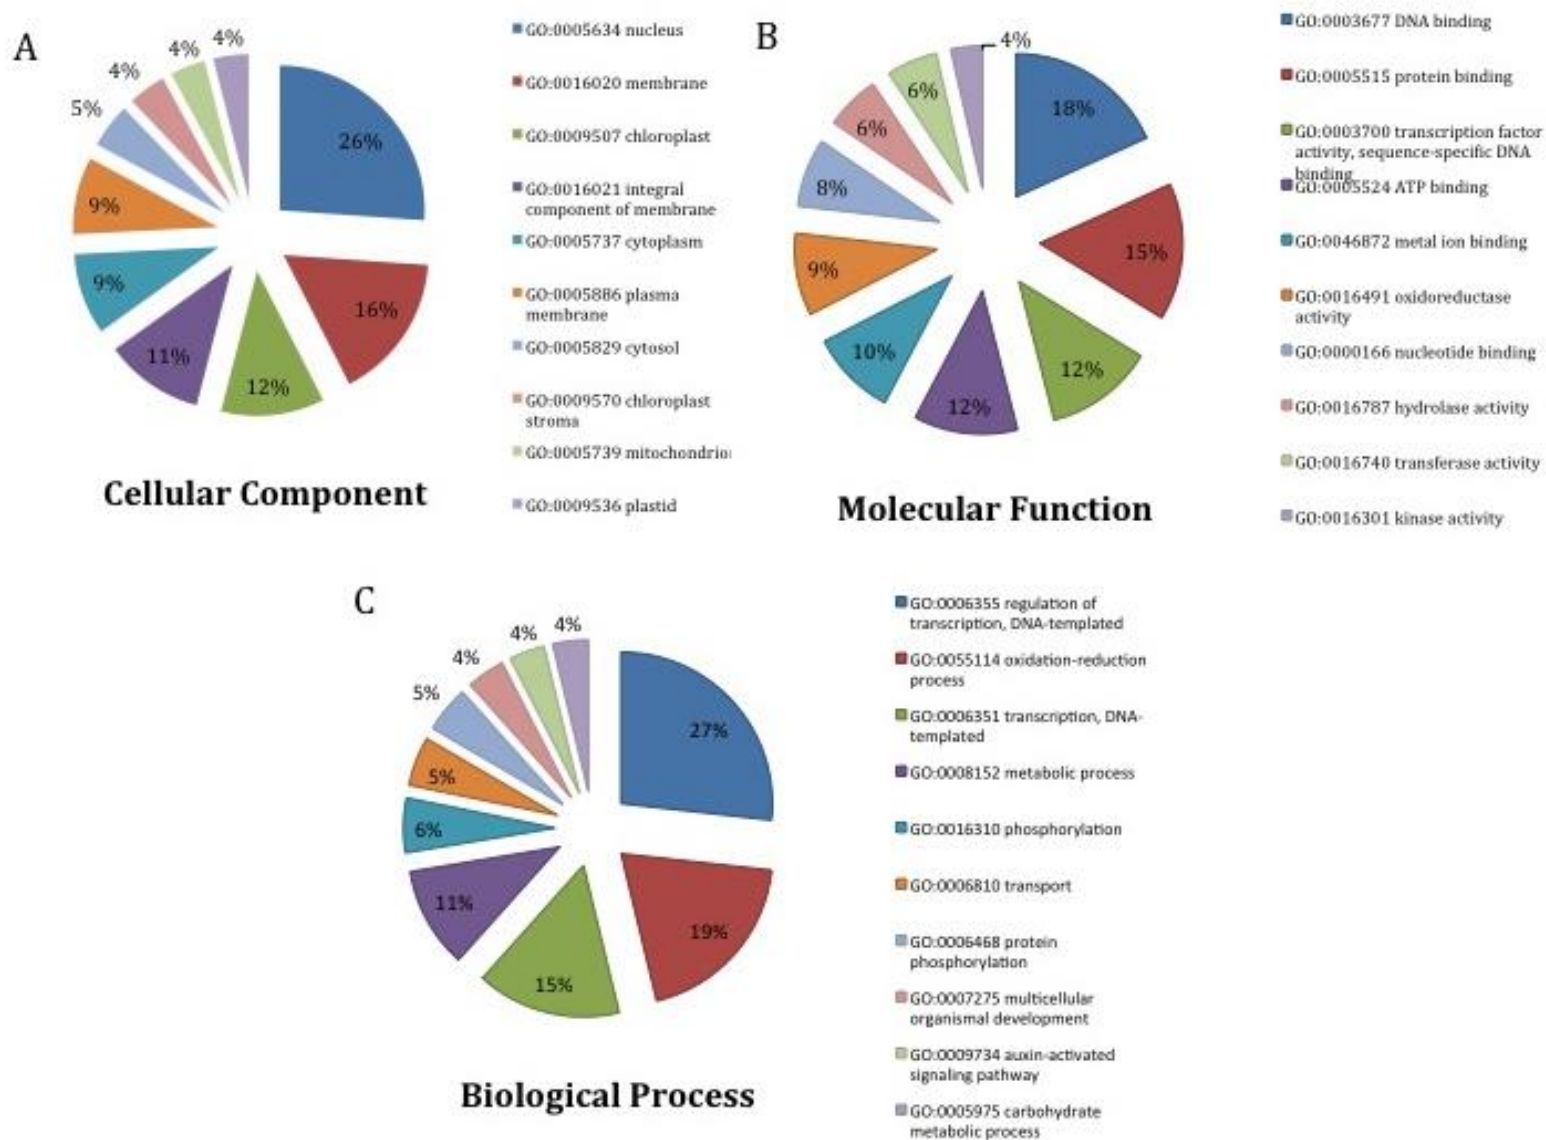 A
4%
4%
4%
5%
26%
9%
9%
16%
11%
12%
Cellular Component
GO:0005634 nucleus
GO:0016020 membrane
GO:0009507 chloroplast
GO:0016021 integral
component of membrane
GO:0005737 cytoplasm
GO:0005886 plasma
membrane
GO:0005829 cytosol
GO:0009570 chloroplast
stroma
GO:0005739 mitochondrio
GO:0009536 plastid
B
4%
6%
18%
6%
8%
15%
9%
10%
12%
12%
Molecular Function
GO:0003677 DNA binding
GO:0005515 protein binding
GO:0003700 transcription factor
activity, sequence-specific DNA
binding
GO:0005524 ATP binding
GO:0046872 metal ion binding
GO:0016491 oxidoreductase
activity
GO:0000166 nucleotide binding
GO:0016787 hydrolase activity
GO:0016740 transferase activity
GO:0016301 kinase activity
C
4%
4%
4%
5%
27%
5%
6%
11%
19%
15%
Biological Process
GO:0006355 regulation of
transcription, DNA-templated
GO:0055114 oxidation-reduction
process
GO:0006351 transcription, DNA-
templated
GO:0008152 metabolic process
GO:0016310 phosphorylation
GO:0006810 transport
GO:0006468 protein
phosphorylation
GO:0007275 multicellular
organismal development
GO:0009734 auxin-activated
signaling pathway
GO:0005975 carbohydrate
metabolic process